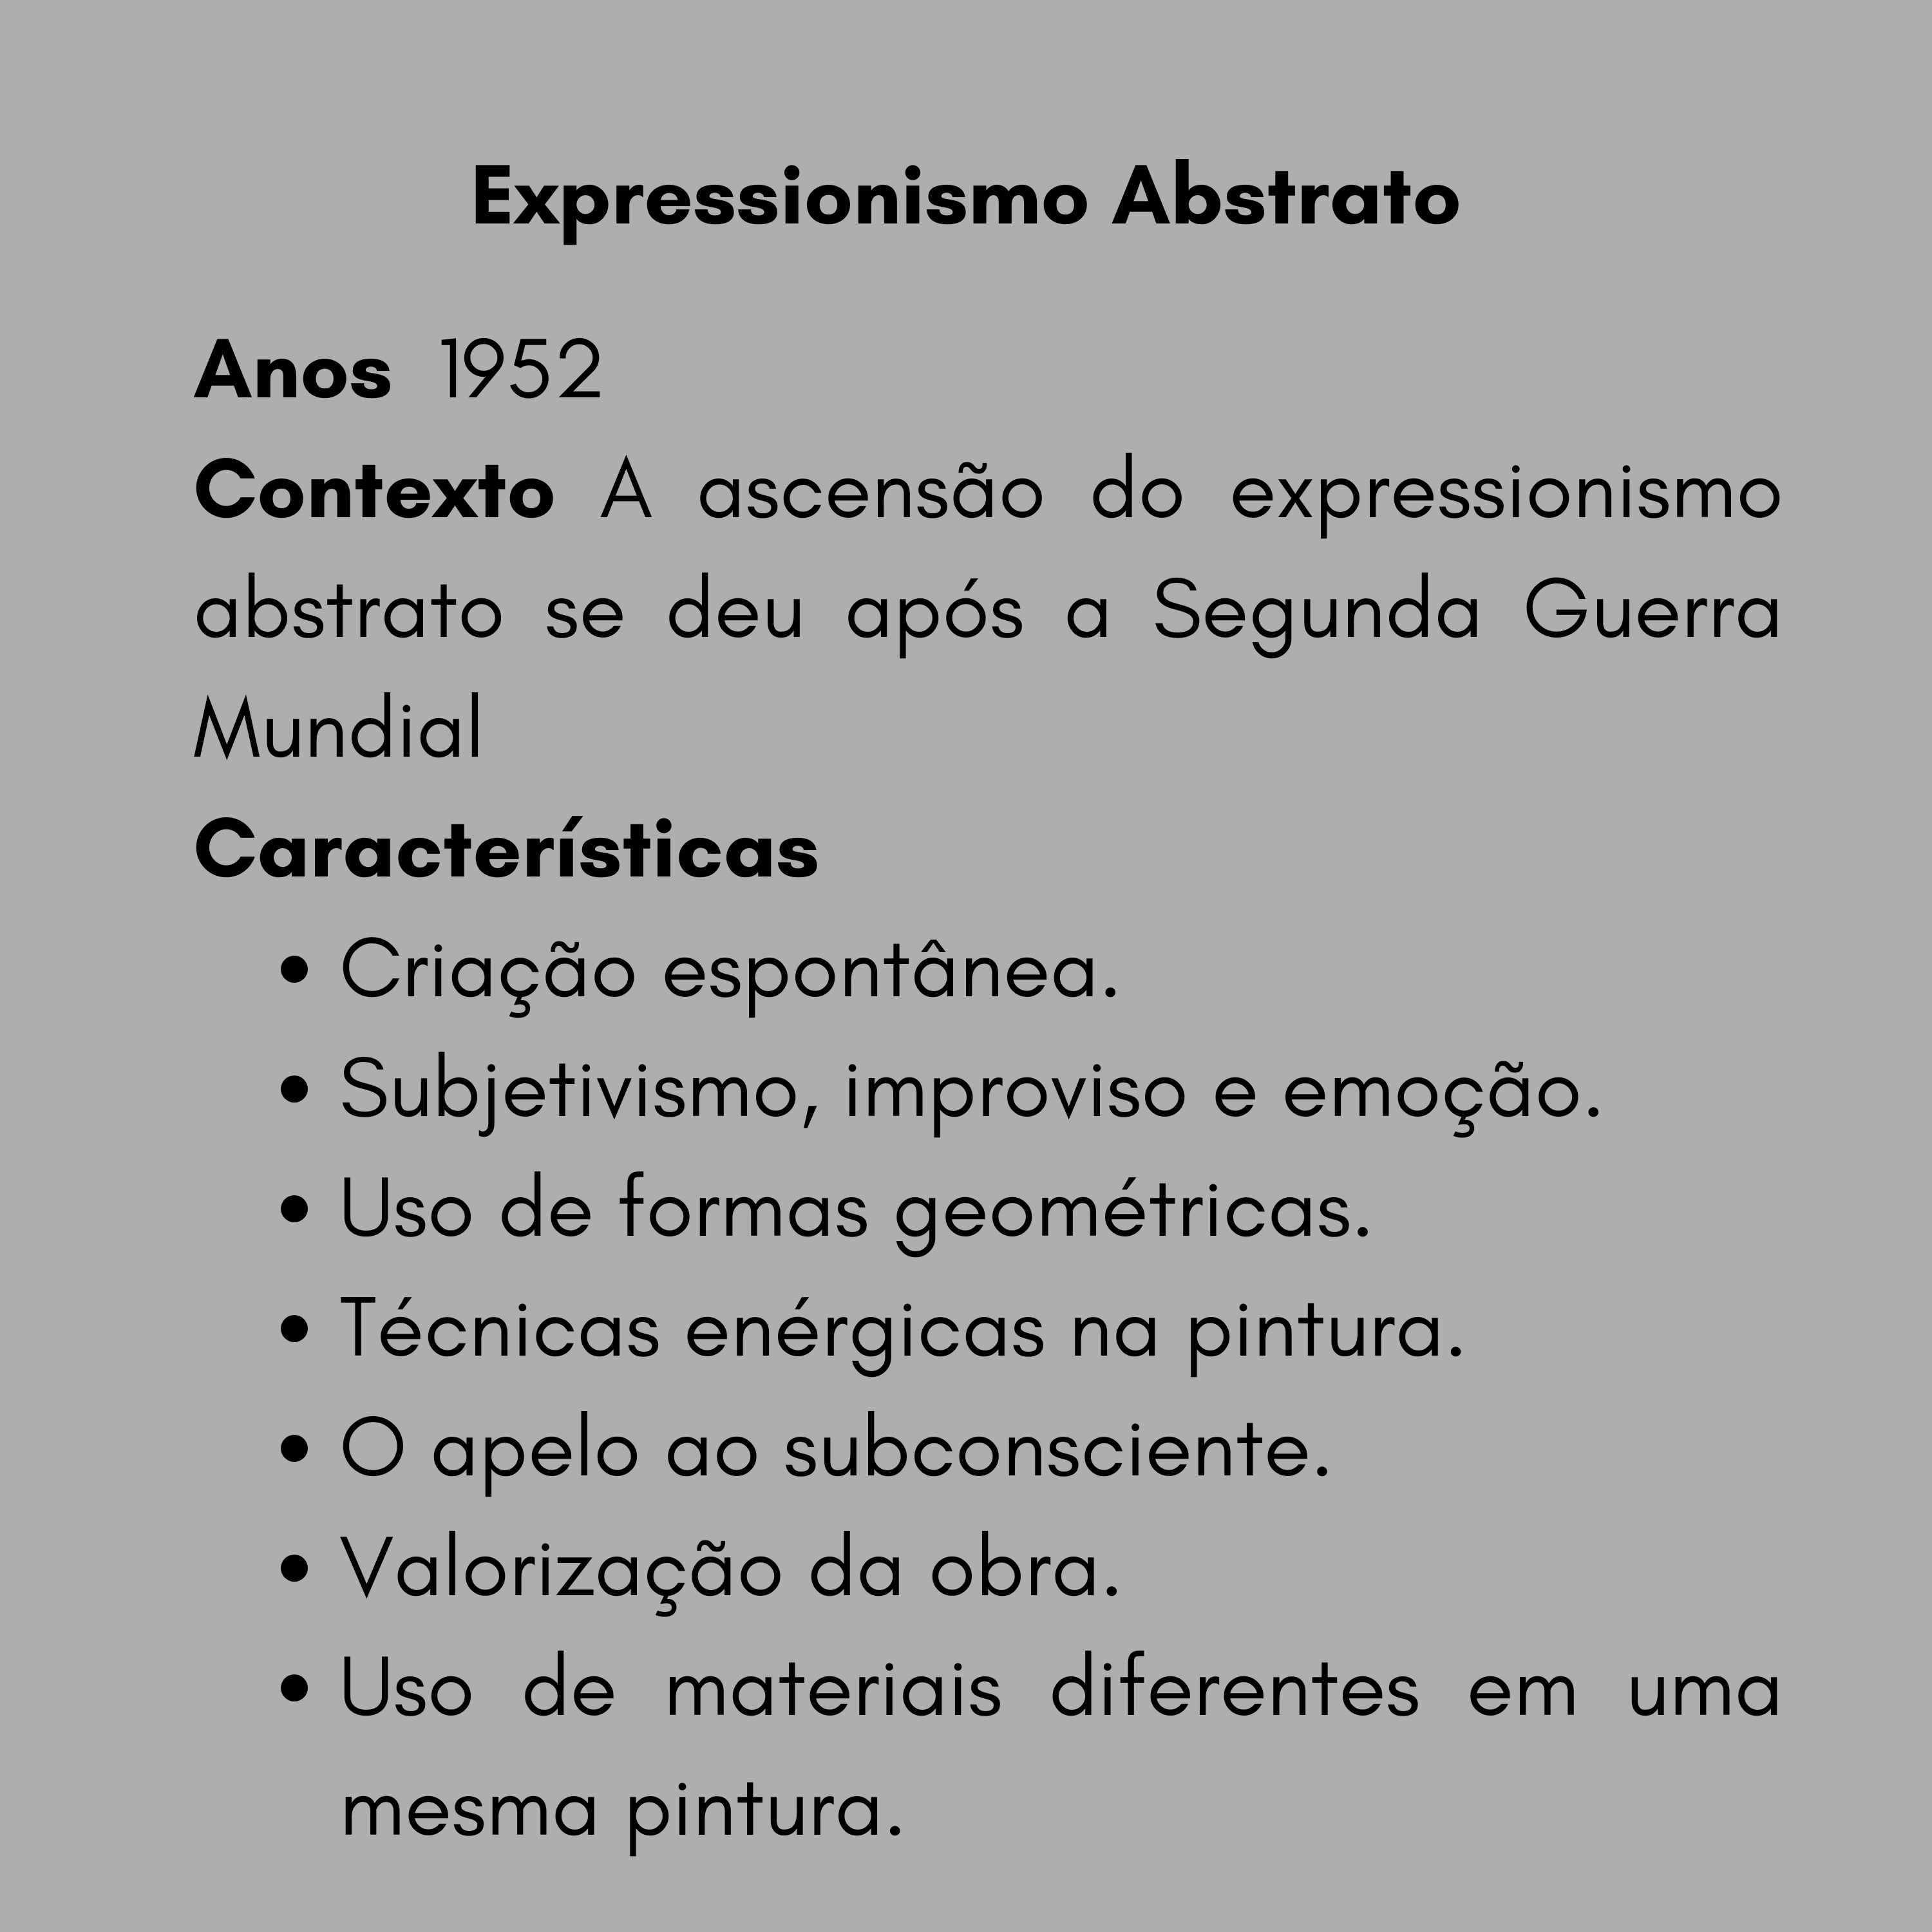 Expressionismo Abstrato
Anos 1952
Contexto A ascensão do expressionismo
abstrato se deu após a Segunda Guerra
Mundial
Características
• Criação espontânea.
• Subjetivismo, improviso e emoção.
• Uso de formas geométricas.
• Técnicas enérgicas na pintura.
• O apelo ao subconsciente.
• Valorização da obra.
• Uso de materiais diferentes em uma
mesma pintura.